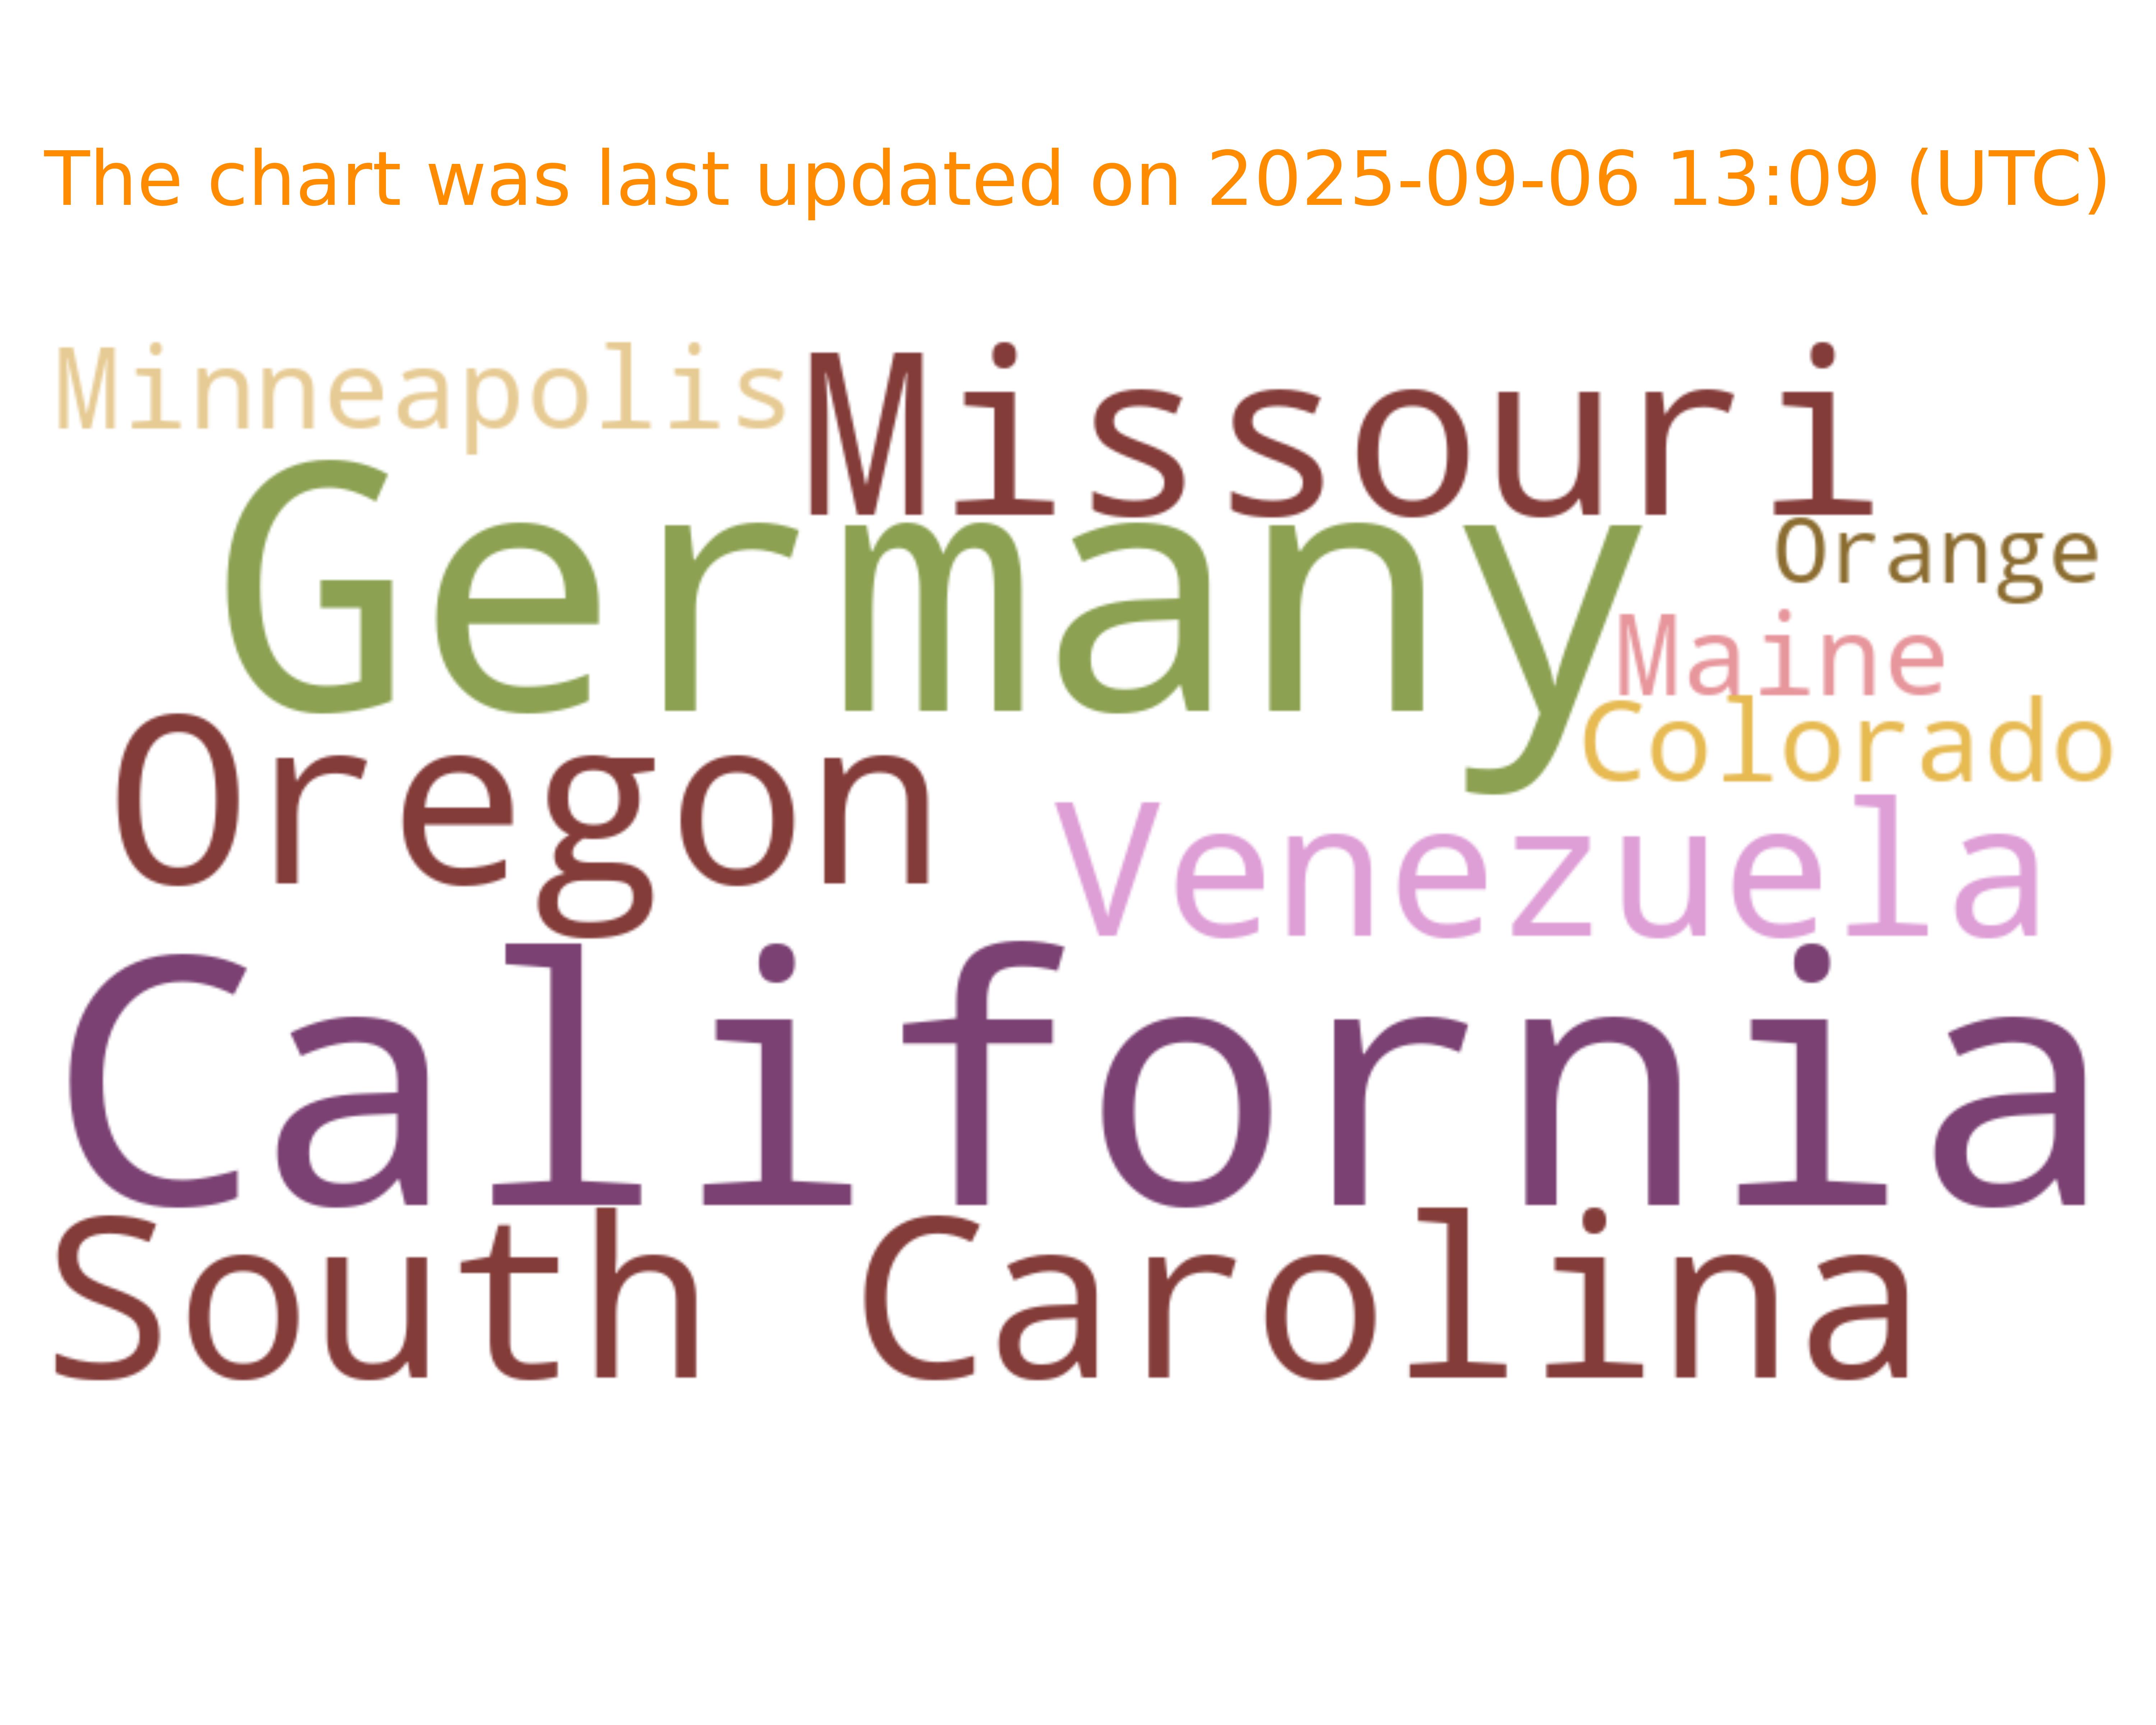 The chart was last updated on 2025-09-06 13:09 (UTC)
Minneapolis
Missouri
Germany
Orange
Maine
Colorado
Oregon
Venezuela
California
South Carolina